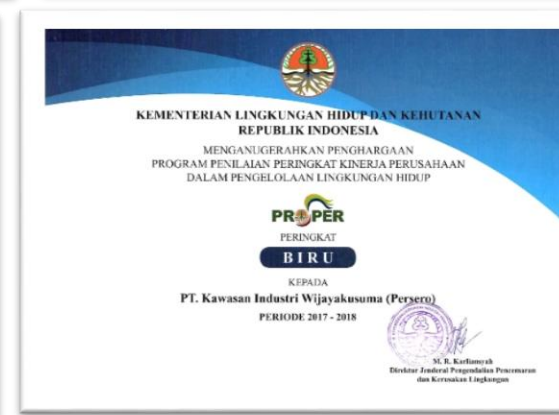 KEMENTERIAN LINGKUNGAN HIDUP DAN KEHUTANAN
REPUBLIK INDONESIA
MENGANUGERAHKAN PENGHARGAAN
PROGRAM PENILAIAN PERINGKAT KINERJA PERUSAHAAN
DALAM PENGELOLAAN LINGKUNGAN HIDUP
PROPER
PERINGKAT
BIRU
KEPADA
PT. Kawasan Industri Wijayakusuma (Persero)
PERIODE 2017 - 2018
M. R. Karliansyah
Direktur Jenderal Pengendalian Pencemaran
dan Kerusakan Lingkungan